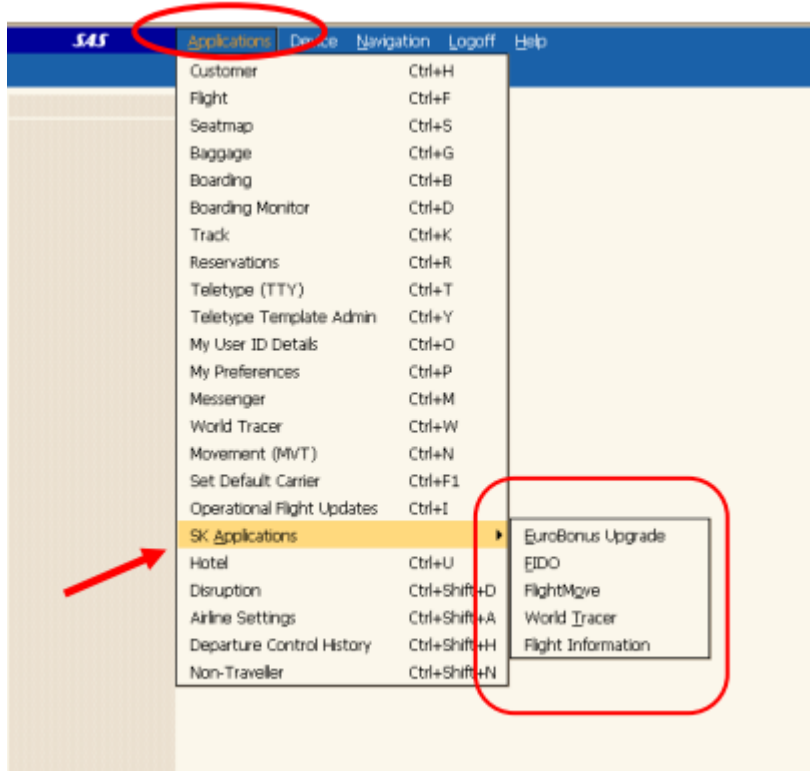 SAS Applications Device Navigation Logoff Help
Customer Ctrl+H
Flight Ctrl+F
Seatmap Ctrl+S
Baggage Ctrl+G
Boarding Ctrl+B
Boarding Monitor Ctrl+D
Track Ctrl+K
Reservations Ctrl+R
Teletype (TTY) Ctrl+T
Teletype Template Admin Ctrl+Y
My User ID Details Ctrl+O
My Preferences Ctrl+P
Messenger Ctrl+M
World Tracer Ctrl+W
Movement (MVT) Ctrl+N
Set Default Carrier Ctrl+F1
Operational Flight Updates Ctrl+I
SK Applications
Hotel Ctrl+U
Disruption Ctrl+Shift+D
Airline Settings Ctrl+Shift+A
Departure Control History Ctrl+Shift+H
Non-Traveller Ctrl+Shift+N
EuroBonus Upgrade
FIDO
FlightMove
World Tracer
Flight Information